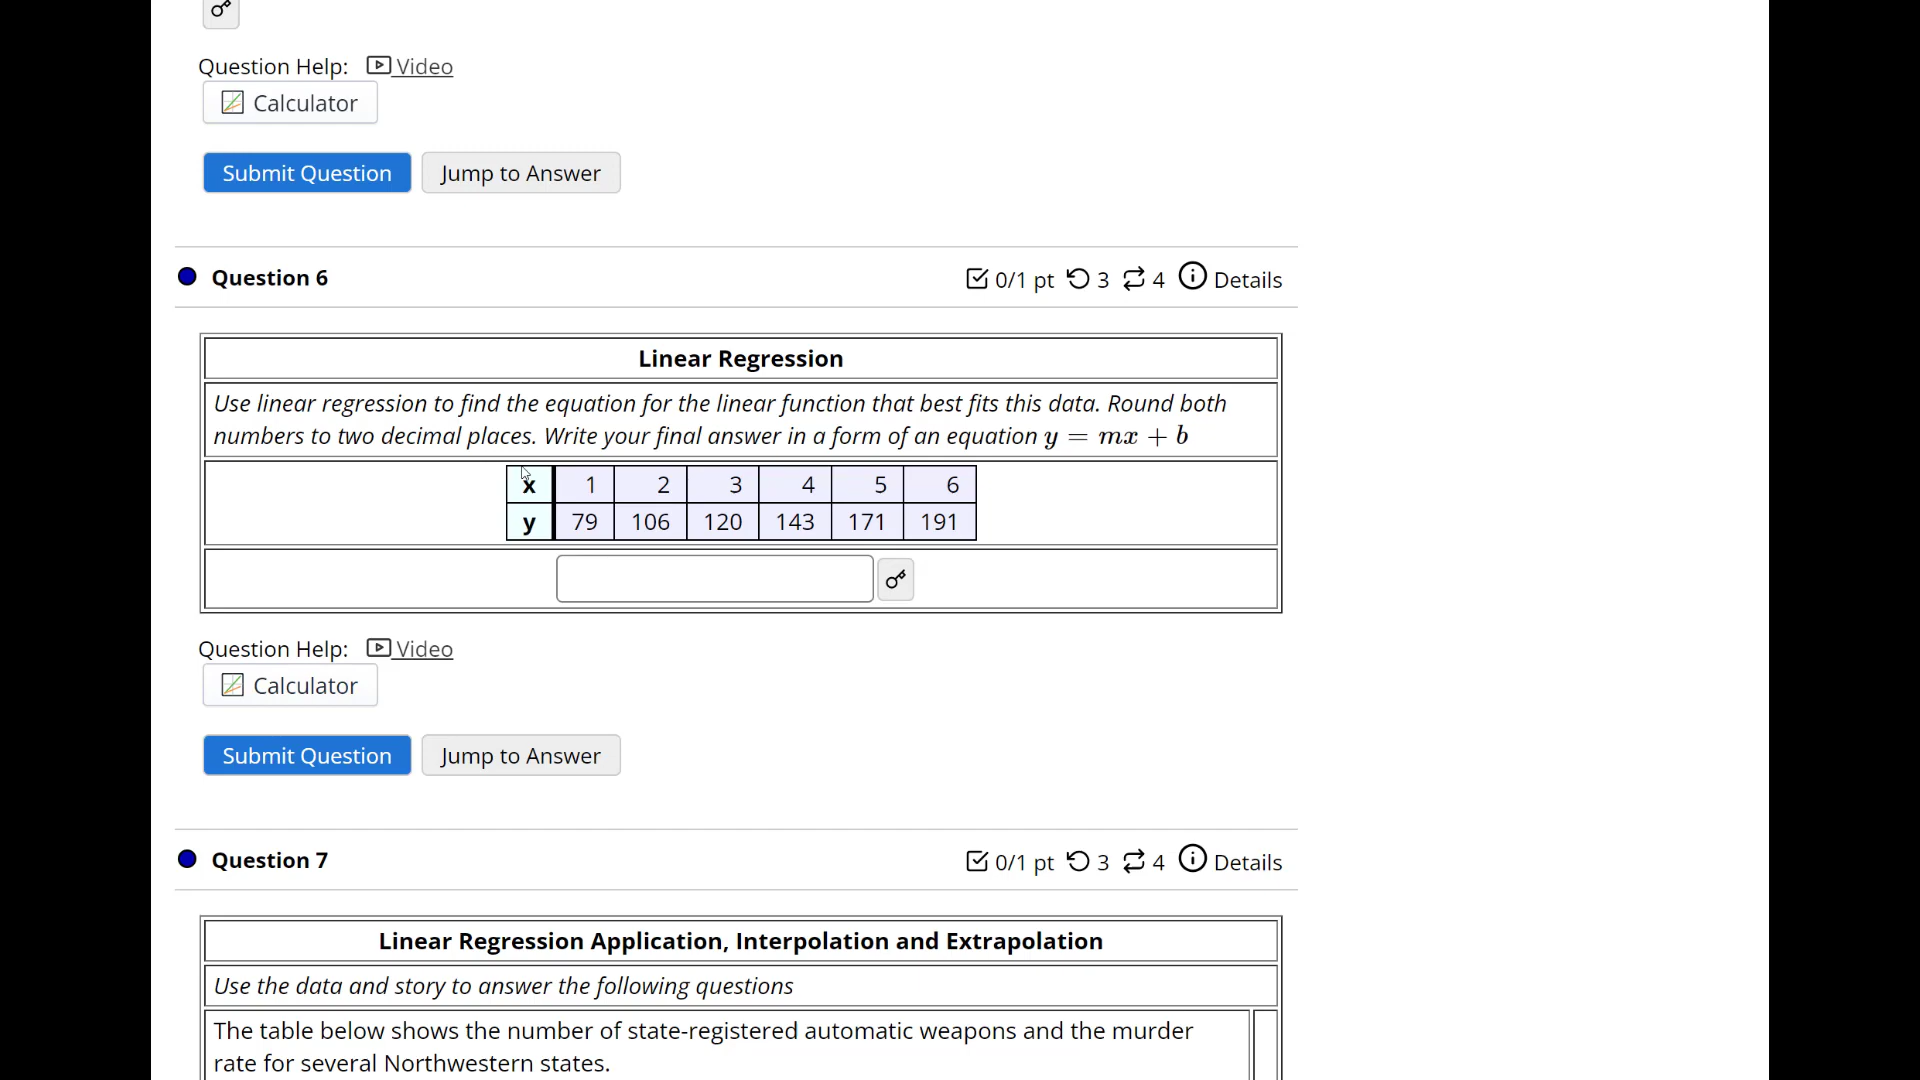 Question Help: Video
Calculator
Submit Question Jump to Answer
Question 6 0/1 pt 3 4 Details
Linear Regression
Use linear regression to find the equation for the linear function that best fits this data. Round both
numbers to two decimal places. Write your final answer in a form of an equation y = mx + b
x 1 2 3 4 5 6
y 79 106 120 143 171 191
Question Help: Video
Calculator
Submit Question Jump to Answer
Question 7 0/1 pt 3 4 Details
Linear Regression Application, Interpolation and Extrapolation
Use the data and story to answer the following questions
The table below shows the number of state-registered automatic weapons and the murder
rate for several Northwestern states.